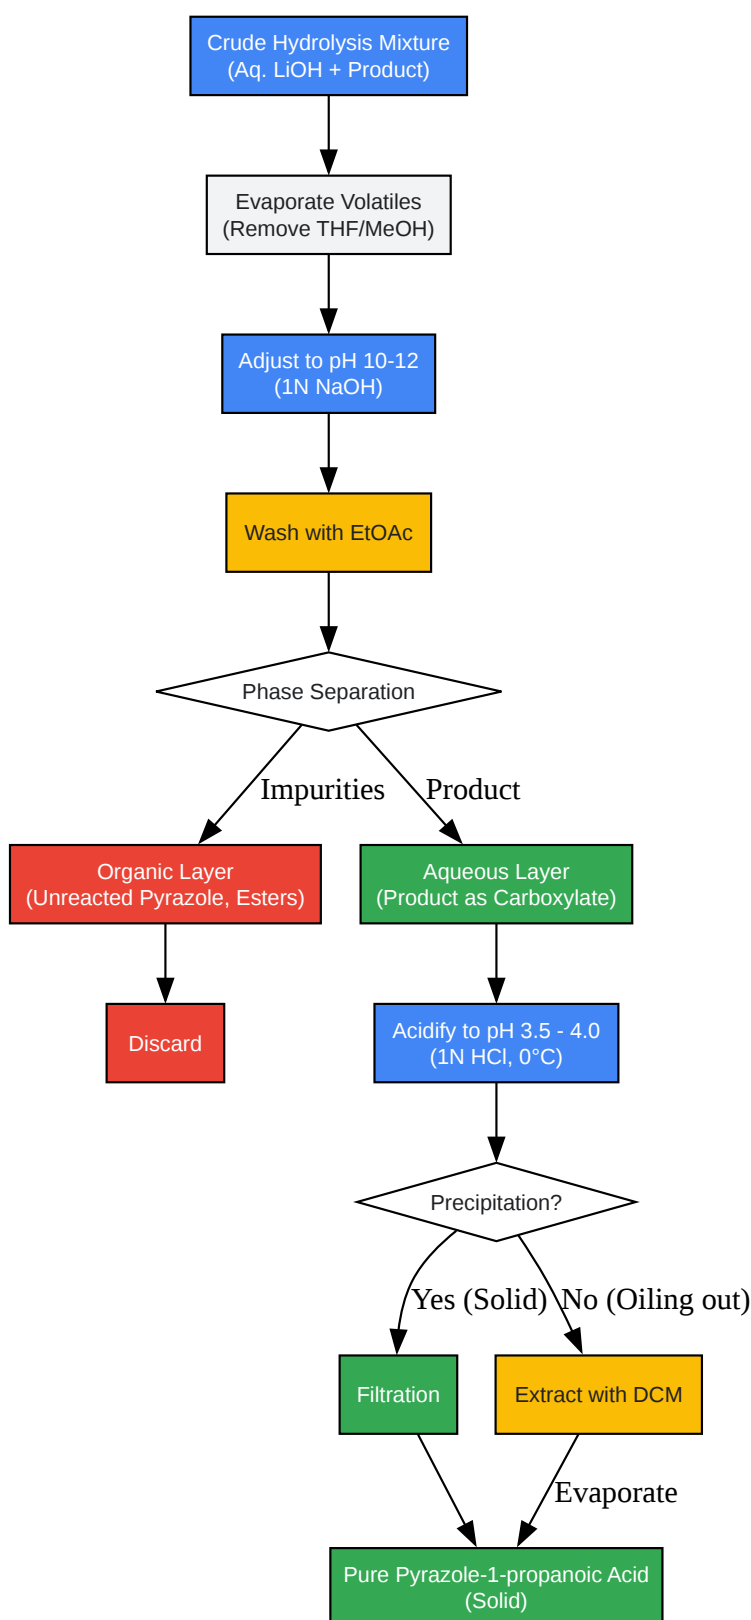 Crude Hydrolysis Mixture
(Aq. LiOH + Product)
Evaporate Volatiles
(Remove THF/MeOH)
Adjust to pH 10-12
(1N NaOH)
Wash with EtOAc
Phase Separation
Impurities
Product
Organic Layer
(Unreacted Pyrazole, Esters)
Aqueous Layer
(Product as Carboxylate)
Discard
Acidify to pH 3.5 - 4.0
(1N HCl, 0°C)
Precipitation?
Yes (Solid)
No (Oiling out)
Filtration
Extract with DCM
Evaporate
Pure Pyrazole-1-propanoic Acid
(Solid)